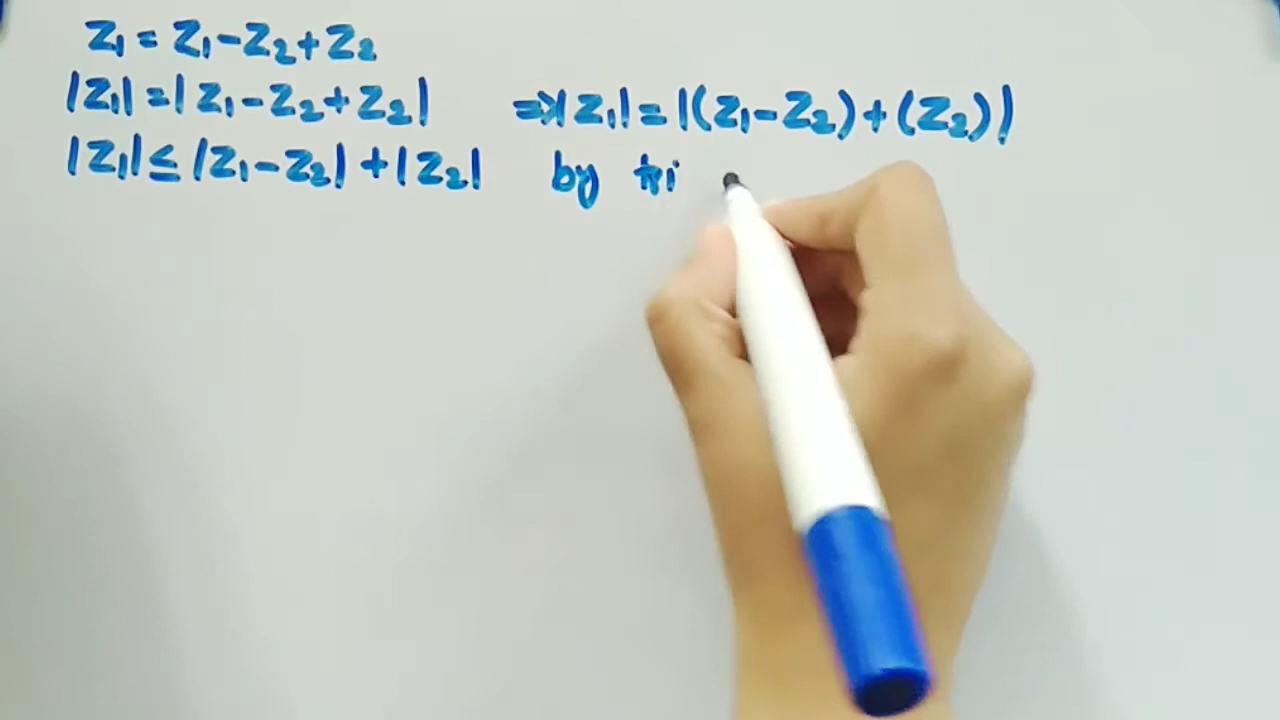 z₁ = z₁-z₂+z₂
|z₁| = |z₁-z₂+z₂| ⇒ |z₁| = |(z₁-z₂)+(z₂)|
|z₁| ≤ |z₁-z₂|+|z₂| by tri